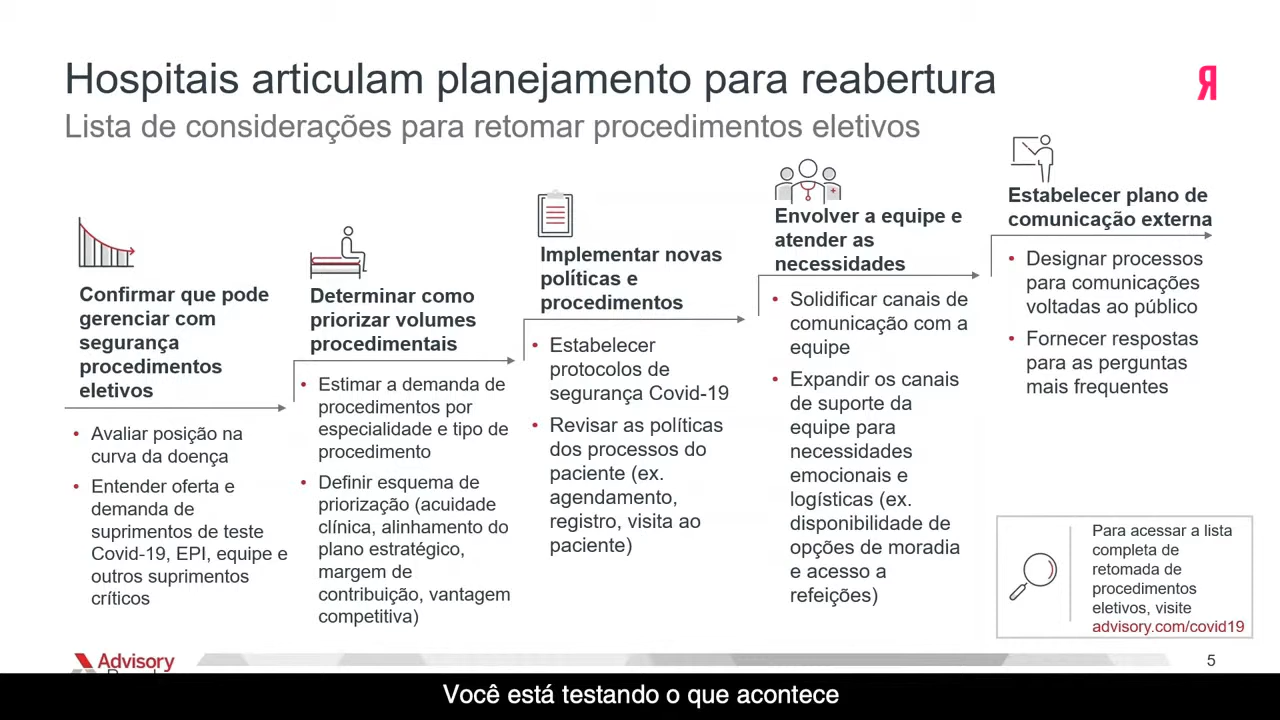 Hospitais articulam planejamento para reabertura
Lista de considerações para retomar procedimentos eletivos
Confirmar que pode
gerenciar com
segurança
procedimentos
eletivos
• Avaliar posição na
curva da doença
• Entender oferta e
demanda de
suprimentos de teste
Covid-19, EPI, equipe e
outros suprimentos
críticos
Determinar como
priorizar volumes
procedimentais
• Estimar a demanda de
procedimentos por
especialidade e tipo de
procedimento
• Definir esquema de
priorização (acuidade
clínica, alinhamento do
plano estratégico,
margem de
contribuição, vantagem
competitiva)
Implementar novas
políticas e
procedimentos
• Estabelecer
protocolos de
segurança Covid-19
• Revisar as políticas
dos processos do
paciente (ex.
agendamento,
registro, visita ao
paciente)
Envolver a equipe e
atender as
necessidades
• Solidificar canais de
comunicação com a
equipe
• Expandir os canais
de suporte da
equipe para
necessidades
emocionais e
logísticas (ex.
disponibilidade de
opções de moradia
e acesso a
refeições)
Estabelecer plano de
comunicação externa
• Designar processos
para comunicações
voltadas ao público
• Fornecer respostas
para as perguntas
mais frequentes
Para acessar a lista
completa de
retomada de
procedimentos
eletivos, visite
advisory.com/covid19
Advisory
5
Você está testando o que acontece